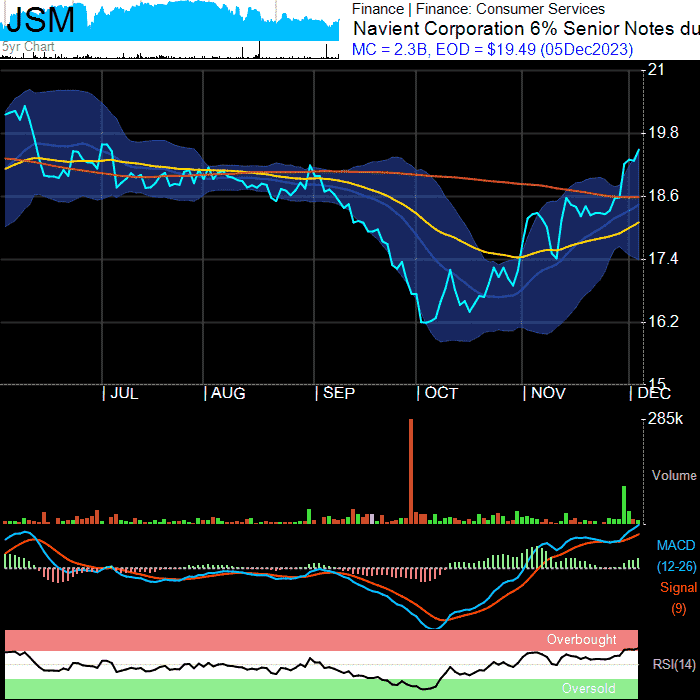 JSM
5yr Chart
Finance | Finance: Consumer Services
Navient Corporation 6% Senior Notes du
MC = 2.3B, EOD = $19.49 (05Dec2023)
21
19.8
18.6
17.4
16.2
15
| JUL | AUG | SEP | OCT | NOV | DEC
285k
Volume
MACD
(12-26)
Signal
(9)
Overbought
RSI(14)
Oversold